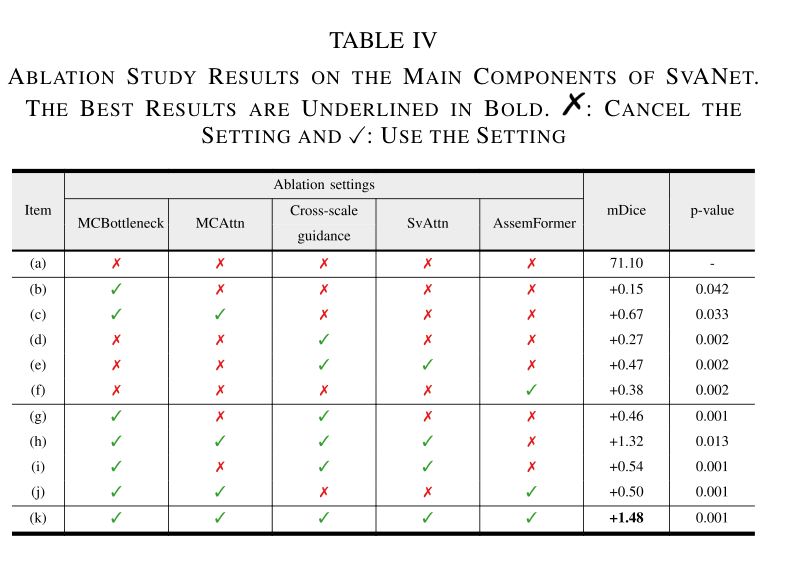 TABLE IV
ABLATION STUDY RESULTS ON THE MAIN COMPONENTS OF SVANET.
THE BEST RESULTS ARE UNDERLINED IN BOLD. ✗: CANCEL THE
SETTING AND ✓: USE THE SETTING
Item Ablation settings mDice p-value
MCBottleneck MCAttn Cross-scale guidance SvAttn AssemFormer
(a) ✗ ✗ ✗ ✗ ✗ 71.10 -
(b) ✓ ✗ ✗ ✗ ✗ +0.15 0.042
(c) ✓ ✓ ✗ ✗ ✗ +0.67 0.033
(d) ✗ ✗ ✓ ✗ ✗ +0.27 0.002
(e) ✗ ✗ ✓ ✓ ✗ +0.47 0.002
(f) ✗ ✗ ✗ ✗ ✓ +0.38 0.002
(g) ✓ ✗ ✓ ✗ ✗ +0.46 0.001
(h) ✓ ✓ ✓ ✓ ✗ +1.32 0.013
(i) ✓ ✗ ✓ ✓ ✗ +0.54 0.001
(j) ✓ ✓ ✗ ✗ ✓ +0.50 0.001
(k) ✓ ✓ ✓ ✓ ✓ +1.48 0.001